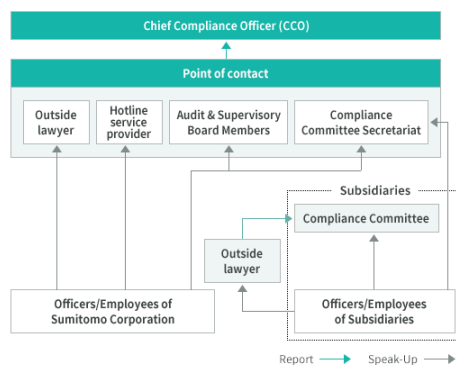 Chief Compliance Officer (CCO)
Point of contact
Outside
lawyer
Hotline
service
provider
Audit & Supervisory
Board Members
Compliance
Committee Secretariat
Subsidiaries
Compliance Committee
Outside
lawyer
Officers/Employees of
Sumitomo Corporation
Officers/Employees
of Subsidiaries
Report
Speak-Up